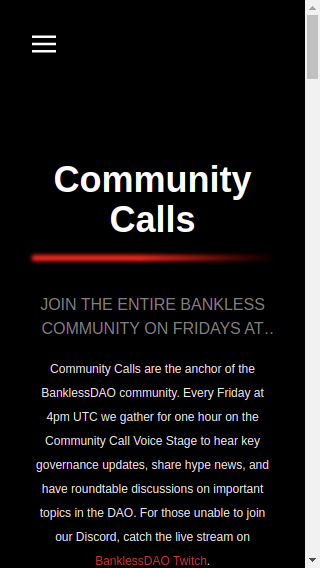 Community
Calls
JOIN THE ENTIRE BANKLESS
COMMUNITY ON FRIDAYS AT..
Community Calls are the anchor of the
BanklessDAO community. Every Friday at
4pm UTC we gather for one hour on the
Community Call Voice Stage to hear key
governance updates, share hype news, and
have roundtable discussions on important
topics in the DAO. For those unable to join
our Discord, catch the live stream on
BanklessDAO Twitch.